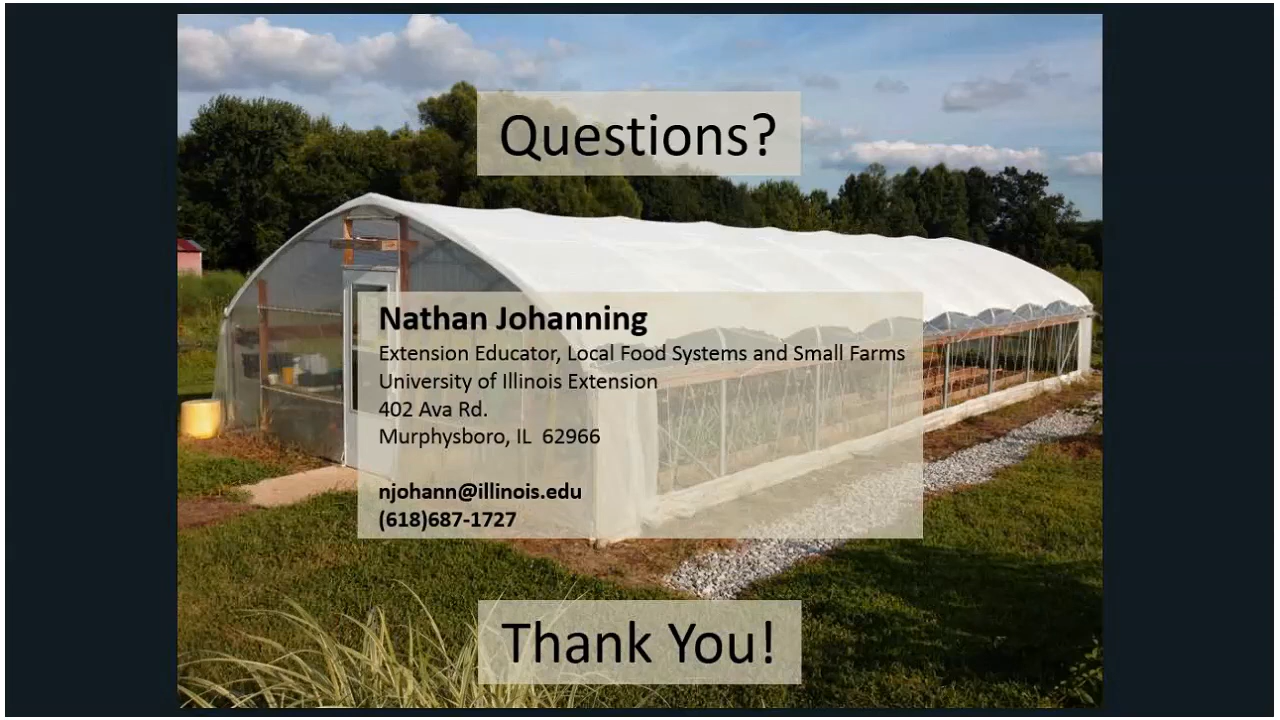 Questions?
Nathan Johanning
Extension Educator, Local Food Systems and Small Farms
University of Illinois Extension
402 Ava Rd.
Murphysboro, IL  62966
njohann@illinois.edu
(618)687-1727
Thank You!